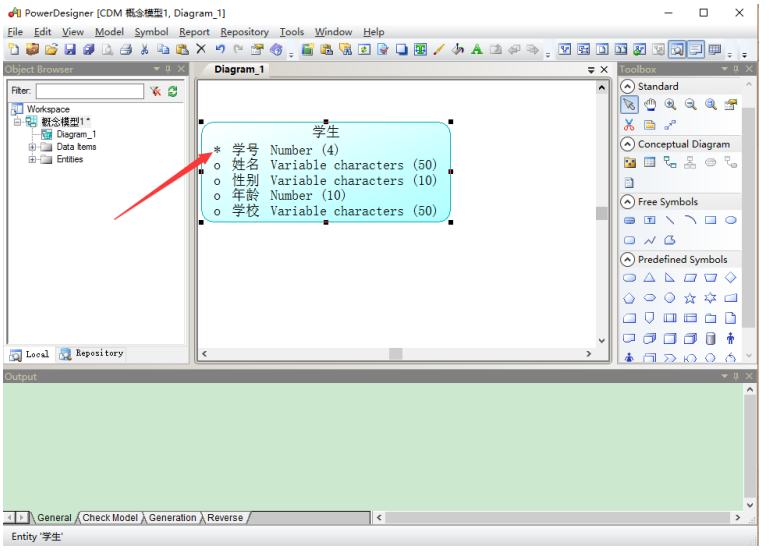 PowerDesigner [CDM 概念模型1, Diagram_1]
File Edit View Model Symbol Report Repository Tools Window Help
Object Browser
Diagram_1
Toolbox
Filter:
Workspace
概念模型1 *
Diagram_1
Data Items
Entities
学生
* 学号 Number (4)
o 姓名 Variable characters (50)
o 性别 Variable characters (10)
o 年龄 Number (10)
o 学校 Variable characters (50)
Standard
Conceptual Diagram
Free Symbols
Predefined Symbols
Local Repository
Output
General Check Model Generation Reverse
Entity '学生'